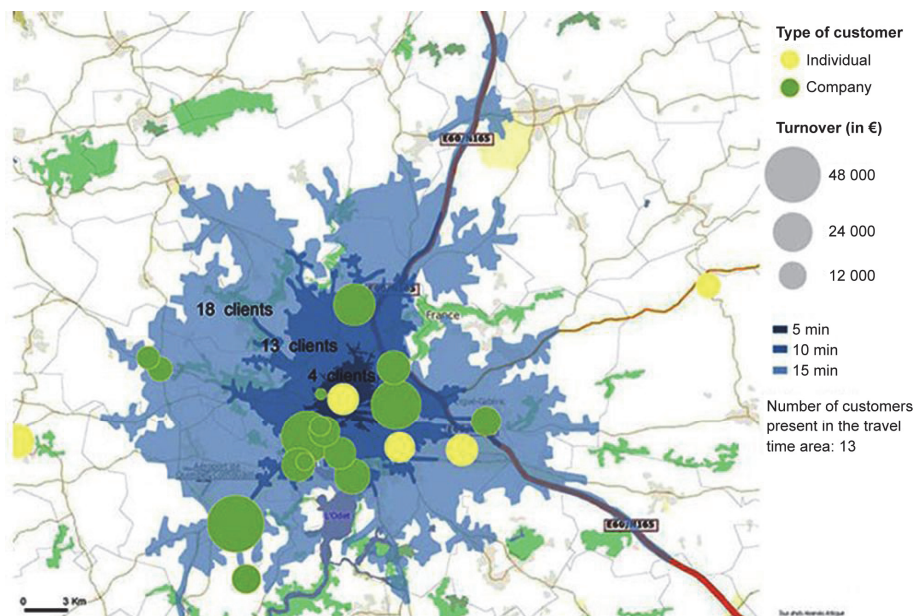 Type of customer
Individual
Company
Turnover (in €)
48 000
24 000
12 000
5 min
10 min
15 min
Number of customers
present in the travel
time area: 13
E60/N165
18 clients
France
13 clients
4 clients
L'Odet
E60/N165
0 3 Km